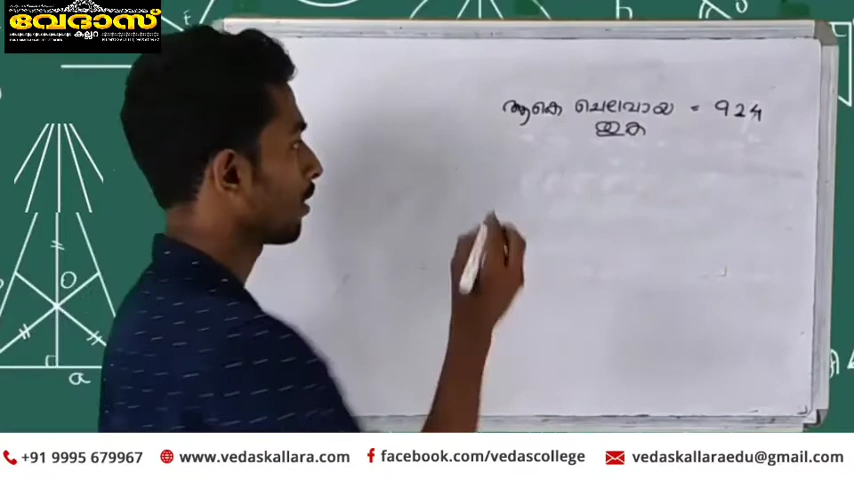 വേദാസ്
കല്ലറ
ആകെ ചെലവായ = 924
തുക
+91 9995 679967
www.vedaskallara.com
facebook.com/vedascollege
vedaskallaraedu@gmail.com